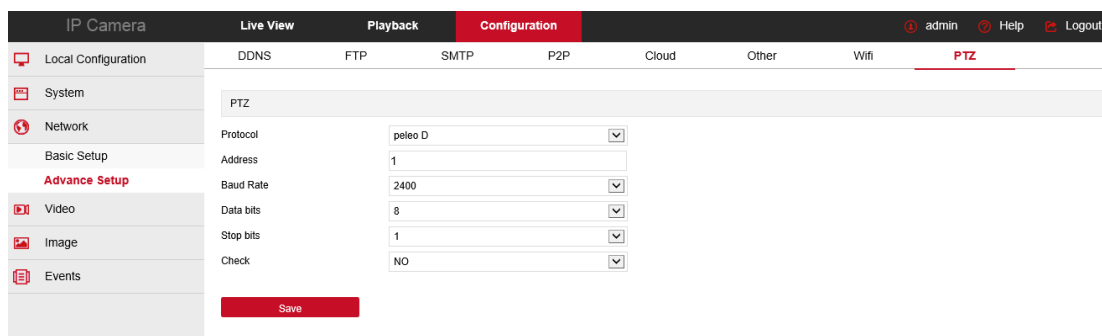 IP Camera Live View Playback Configuration admin Help Logout
Local Configuration
System
Network
Basic Setup
Advance Setup
Video
Image
Events
DDNS FTP SMTP P2P Cloud Other Wifi PTZ
PTZ
Protocol peleo D
Address 1
Baud Rate 2400
Data bits 8
Stop bits 1
Check NO
Save